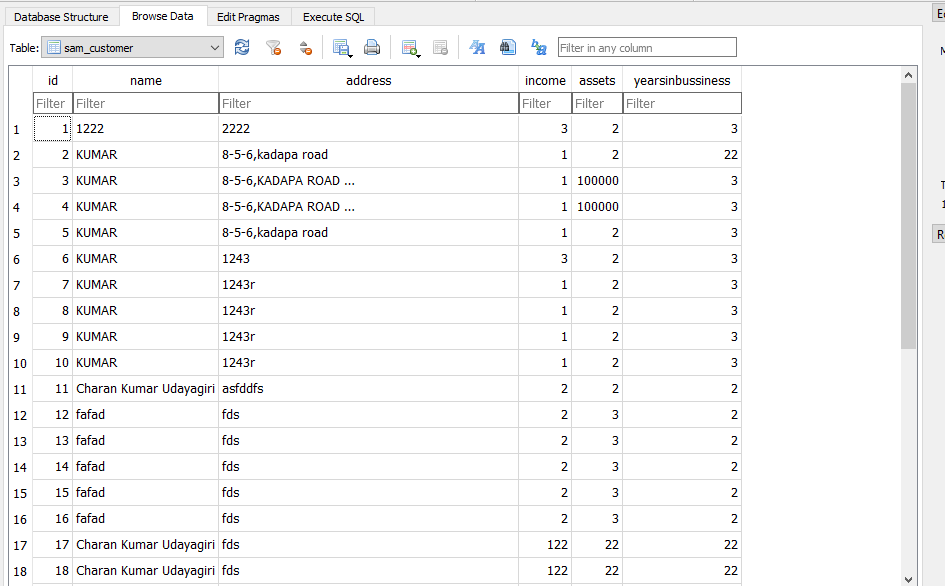 Database Structure Browse Data Edit Pragmas Execute SQL
Table: sam_customer Filter in any column
id name address income assets yearsinbussiness
Filter Filter Filter Filter Filter Filter
1 1 1222 2222 3 2 3
2 2 KUMAR 8-5-6,kadapa road 1 2 22
3 3 KUMAR 8-5-6,KADAPA ROAD ... 1 100000 3
4 4 KUMAR 8-5-6,KADAPA ROAD ... 1 100000 3
5 5 KUMAR 8-5-6,kadapa road 1 2 3
6 6 KUMAR 1243 3 2 3
7 7 KUMAR 1243r 1 2 3
8 8 KUMAR 1243r 1 2 3
9 9 KUMAR 1243r 1 2 3
10 10 KUMAR 1243r 1 2 3
11 11 Charan Kumar Udayagiri asfddfs 2 2 2
12 12 fafad fds 2 3 2
13 13 fafad fds 2 3 2
14 14 fafad fds 2 3 2
15 15 fafad fds 2 3 2
16 16 fafad fds 2 3 2
17 17 Charan Kumar Udayagiri fds 122 22 22
18 18 Charan Kumar Udayagiri fds 122 22 22